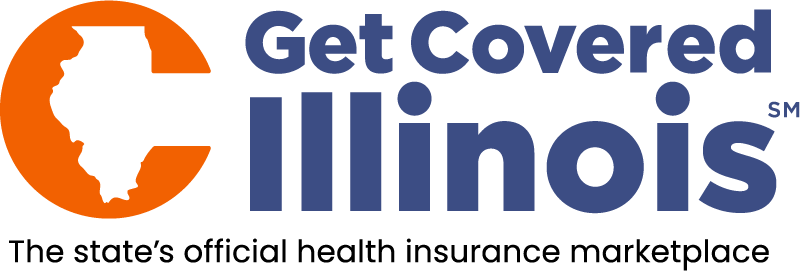 Get Covered
Illinois SM
The state's official health insurance marketplace